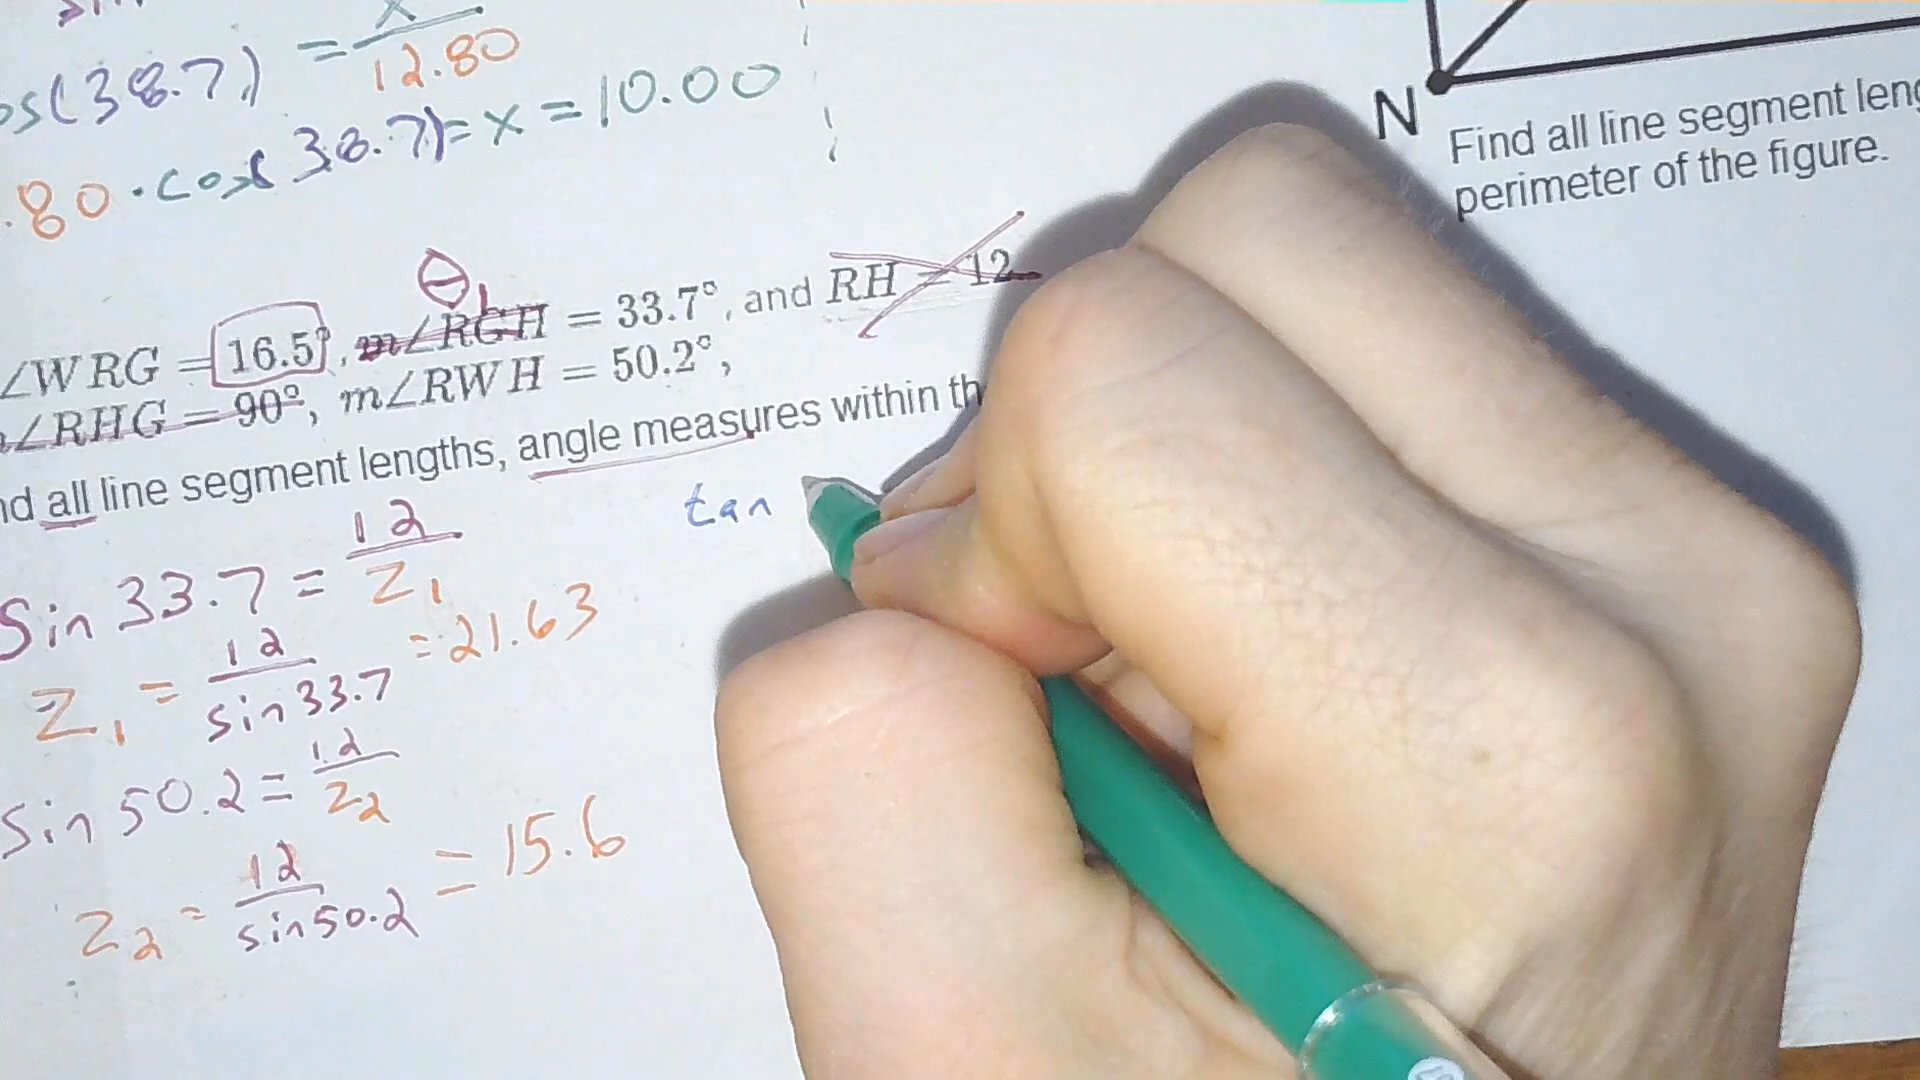 = x
12.80
os(38.7)
.80 · cos(38.7) = x = 10.00
N
Find all line segment leng
perimeter of the figure.
θ1
∠WRG = 16.5°, m∠RGH = 33.7°, and RH = 12
∠RHG = 90°, m∠RWH = 50.2°,
nd all line segment lengths, angle measures within th
tan
sin 33.7 = 12
z1
z1 = 12 = 21.63
sin 33.7
sin 50.2 = 12
z2
z2 = 12 = 15.6
sin 50.2